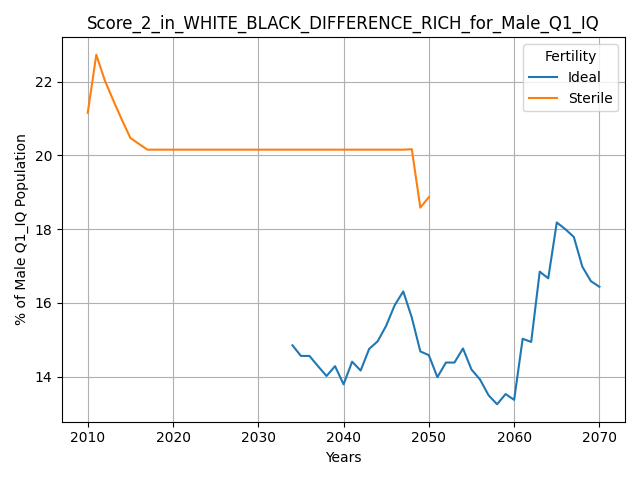 Score_2_in_WHITE_BLACK_DIFFERENCE_RICH_for_Male_Q1_IQ
Fertility
Ideal
Sterile
% of Male Q1_IQ Population
22
20
18
16
14
2010 2020 2030 2040 2050 2060 2070
Years